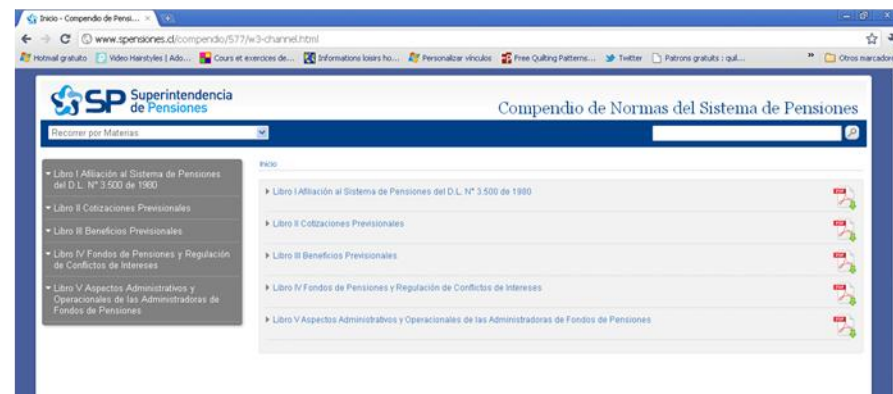 Inicio - Compendio de Pensi...
www.spensiones.cl/compendio/577/w3-channel.html
Hotmail gratuito Video Hairstyles | Ado... Cours et exercices de... Informations loisirs ho... Personalizar vínculos Free Quilting Patterns... Twitter Patrons gratuits : quil... » Otros marcadore
SP Superintendencia
de Pensiones
Compendio de Normas del Sistema de Pensiones
Recorrer por Materias
Inicio
Libro I Afiliación al Sistema de Pensiones
del D.L. N° 3.500 de 1980
Libro II Cotizaciones Previsionales
Libro III Beneficios Previsionales
Libro IV Fondos de Pensiones y Regulación
de Conflictos de Intereses
Libro V Aspectos Administrativos y
Operacionales de las Administradoras de
Fondos de Pensiones
Libro I Afiliación al Sistema de Pensiones del D.L. N° 3.500 de 1980
PDF
Libro II Cotizaciones Previsionales
PDF
Libro III Beneficios Previsionales
PDF
Libro IV Fondos de Pensiones y Regulación de Conflictos de Intereses
PDF
Libro V Aspectos Administrativos y Operacionales de las Administradoras de Fondos de Pensiones
PDF